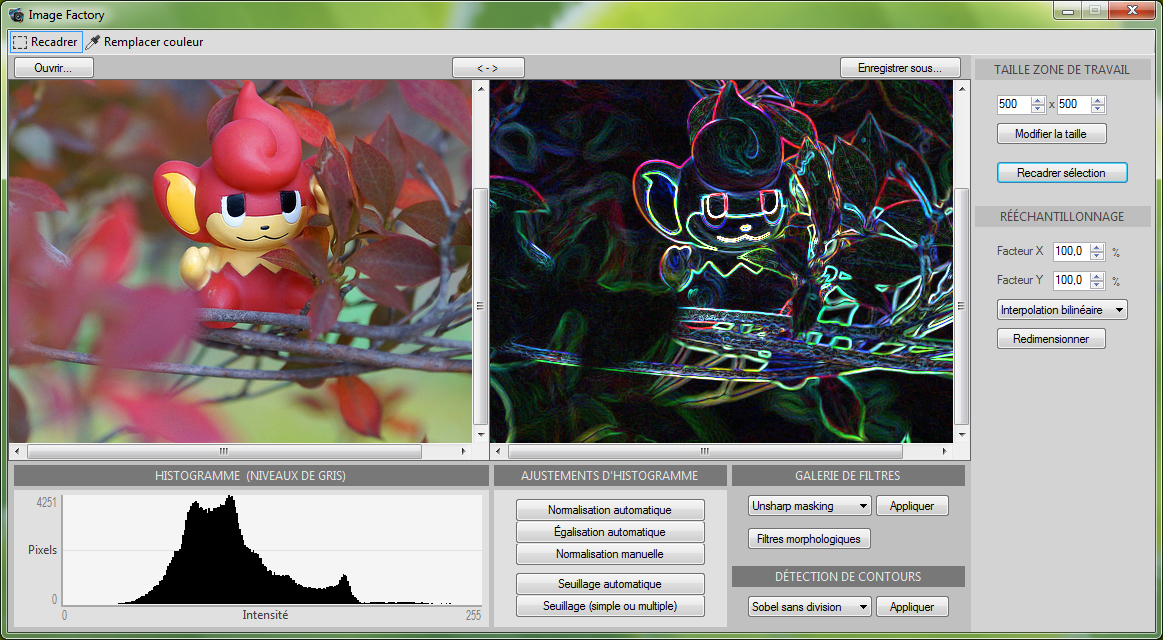 Image Factory
Recadrer Remplacer couleur
Ouvrir... < - > Enregistrer sous...
TAILLE ZONE DE TRAVAIL
500 x 500
Modifier la taille
Recadrer sélection
RÉÉCHANTILLONNAGE
Facteur X 100,0 %
Facteur Y 100,0 %
Interpolation bilinéaire
Redimensionner
HISTOGRAMME (NIVEAUX DE GRIS)
4251
Pixels
0
0 Intensité 255
AJUSTEMENTS D'HISTOGRAMME
Normalisation automatique
Égalisation automatique
Normalisation manuelle
Seuillage automatique
Seuillage (simple ou multiple)
GALERIE DE FILTRES
Unsharp masking Appliquer
Filtres morphologiques
DÉTECTION DE CONTOURS
Sobel sans division Appliquer